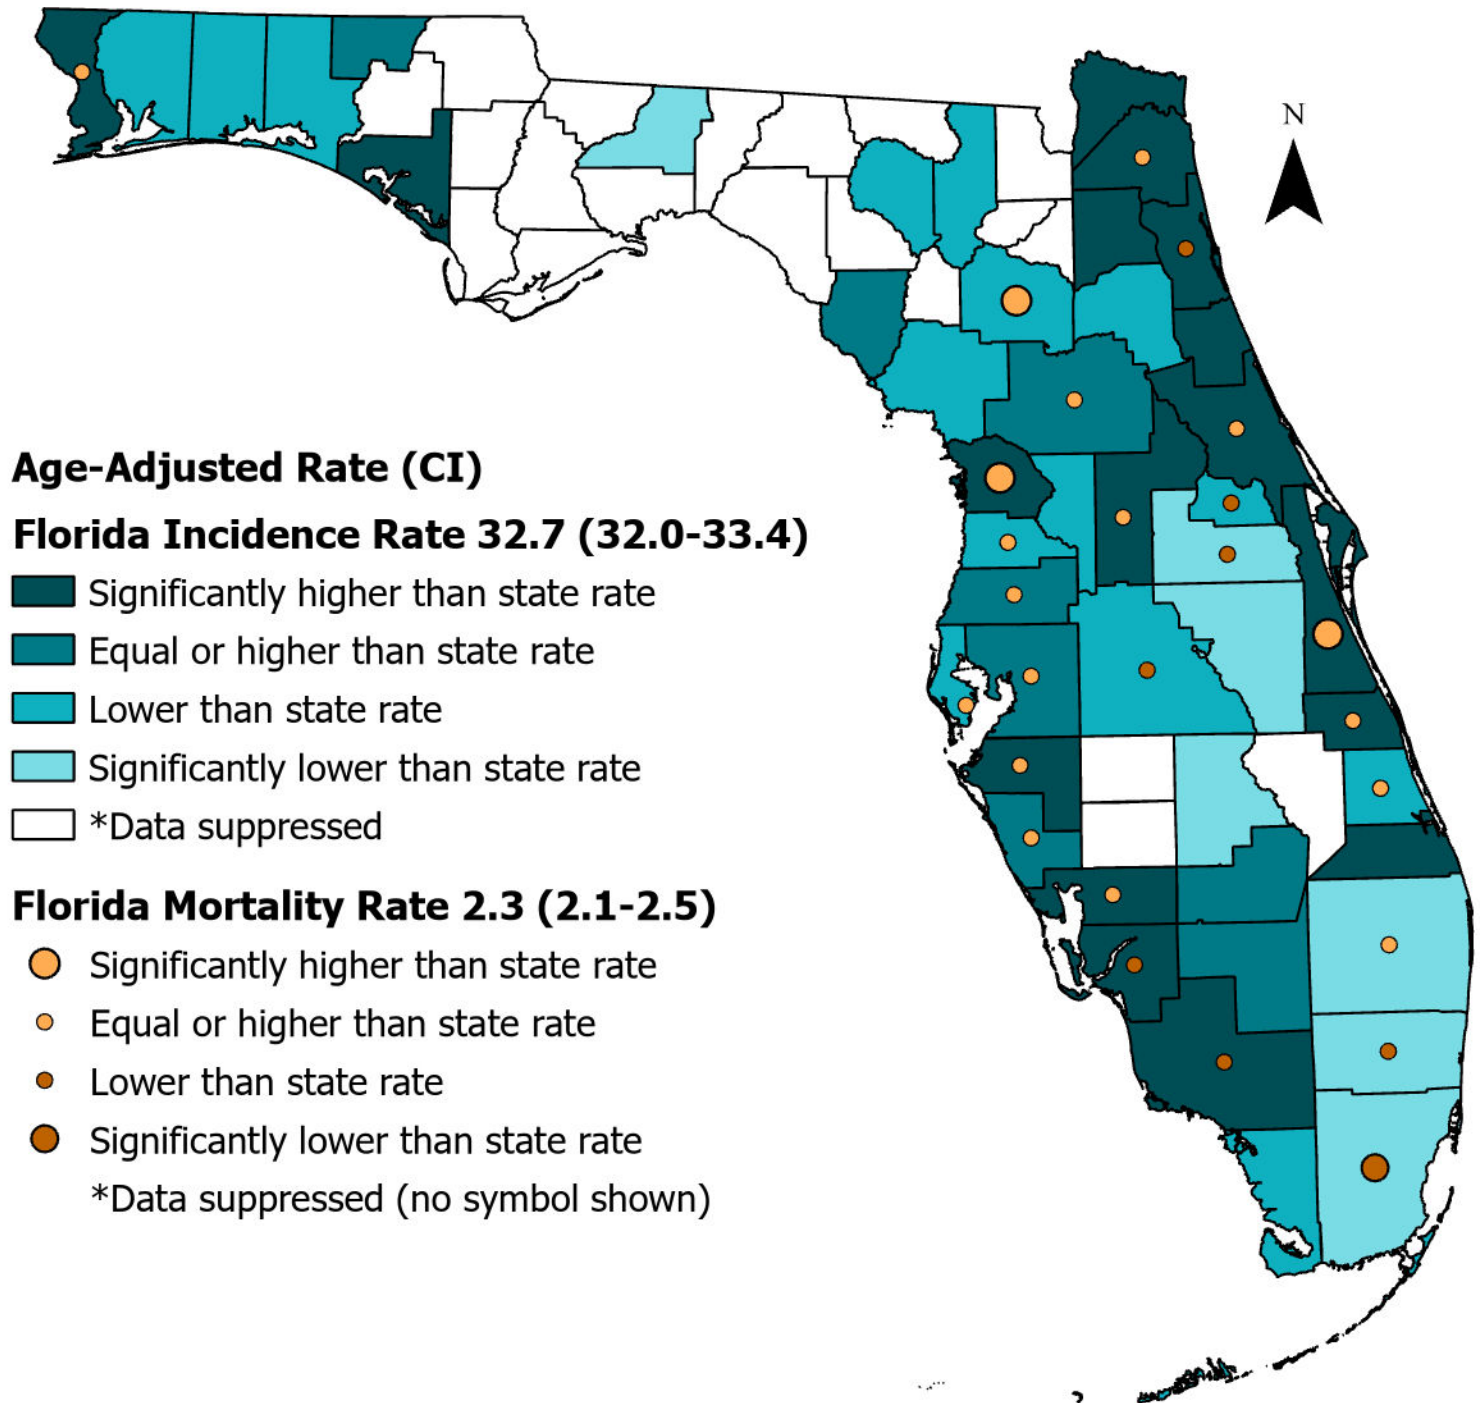 N
Age-Adjusted Rate (CI)
Florida Incidence Rate 32.7 (32.0-33.4)
Significantly higher than state rate
Equal or higher than state rate
Lower than state rate
Significantly lower than state rate
*Data suppressed
Florida Mortality Rate 2.3 (2.1-2.5)
Significantly higher than state rate
Equal or higher than state rate
Lower than state rate
Significantly lower than state rate
*Data suppressed (no symbol shown)